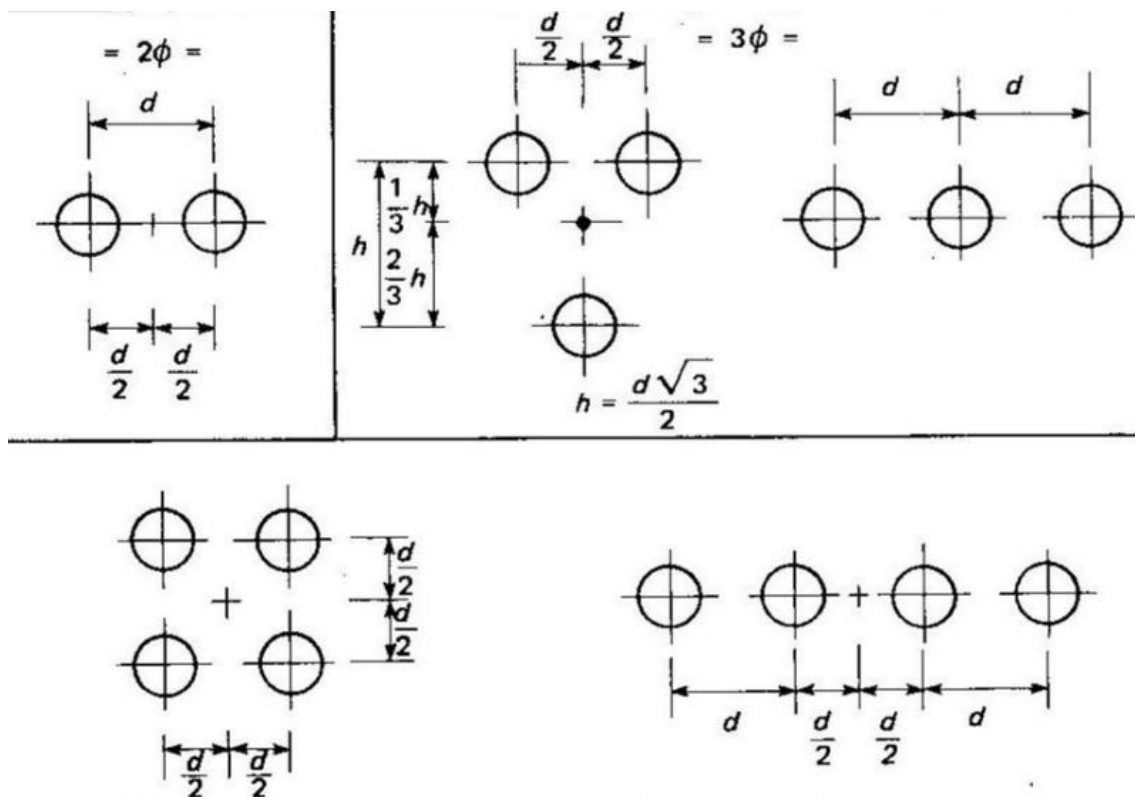 = 2ϕ =
d
d/2 d/2
d/2 d/2
= 3ϕ =
h
1/3 h
2/3 h
h = d√3/2
d d
d/2
d/2
d/2 d/2
d d/2 d/2 d